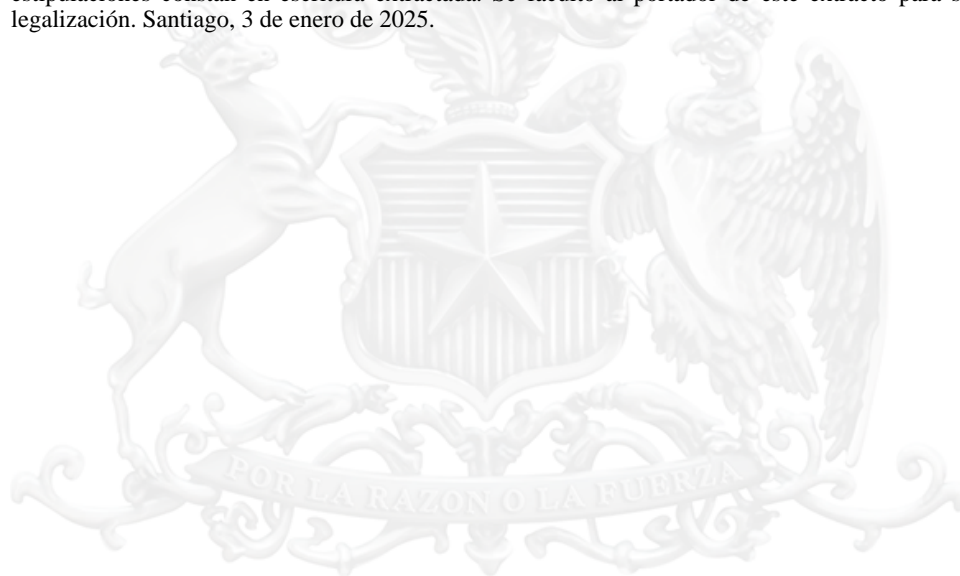 estipulaciones constan en escritura extractada. Se facultó al portador de este extracto para s
legalización. Santiago, 3 de enero de 2025.
POR LA RAZON O LA FUERZA